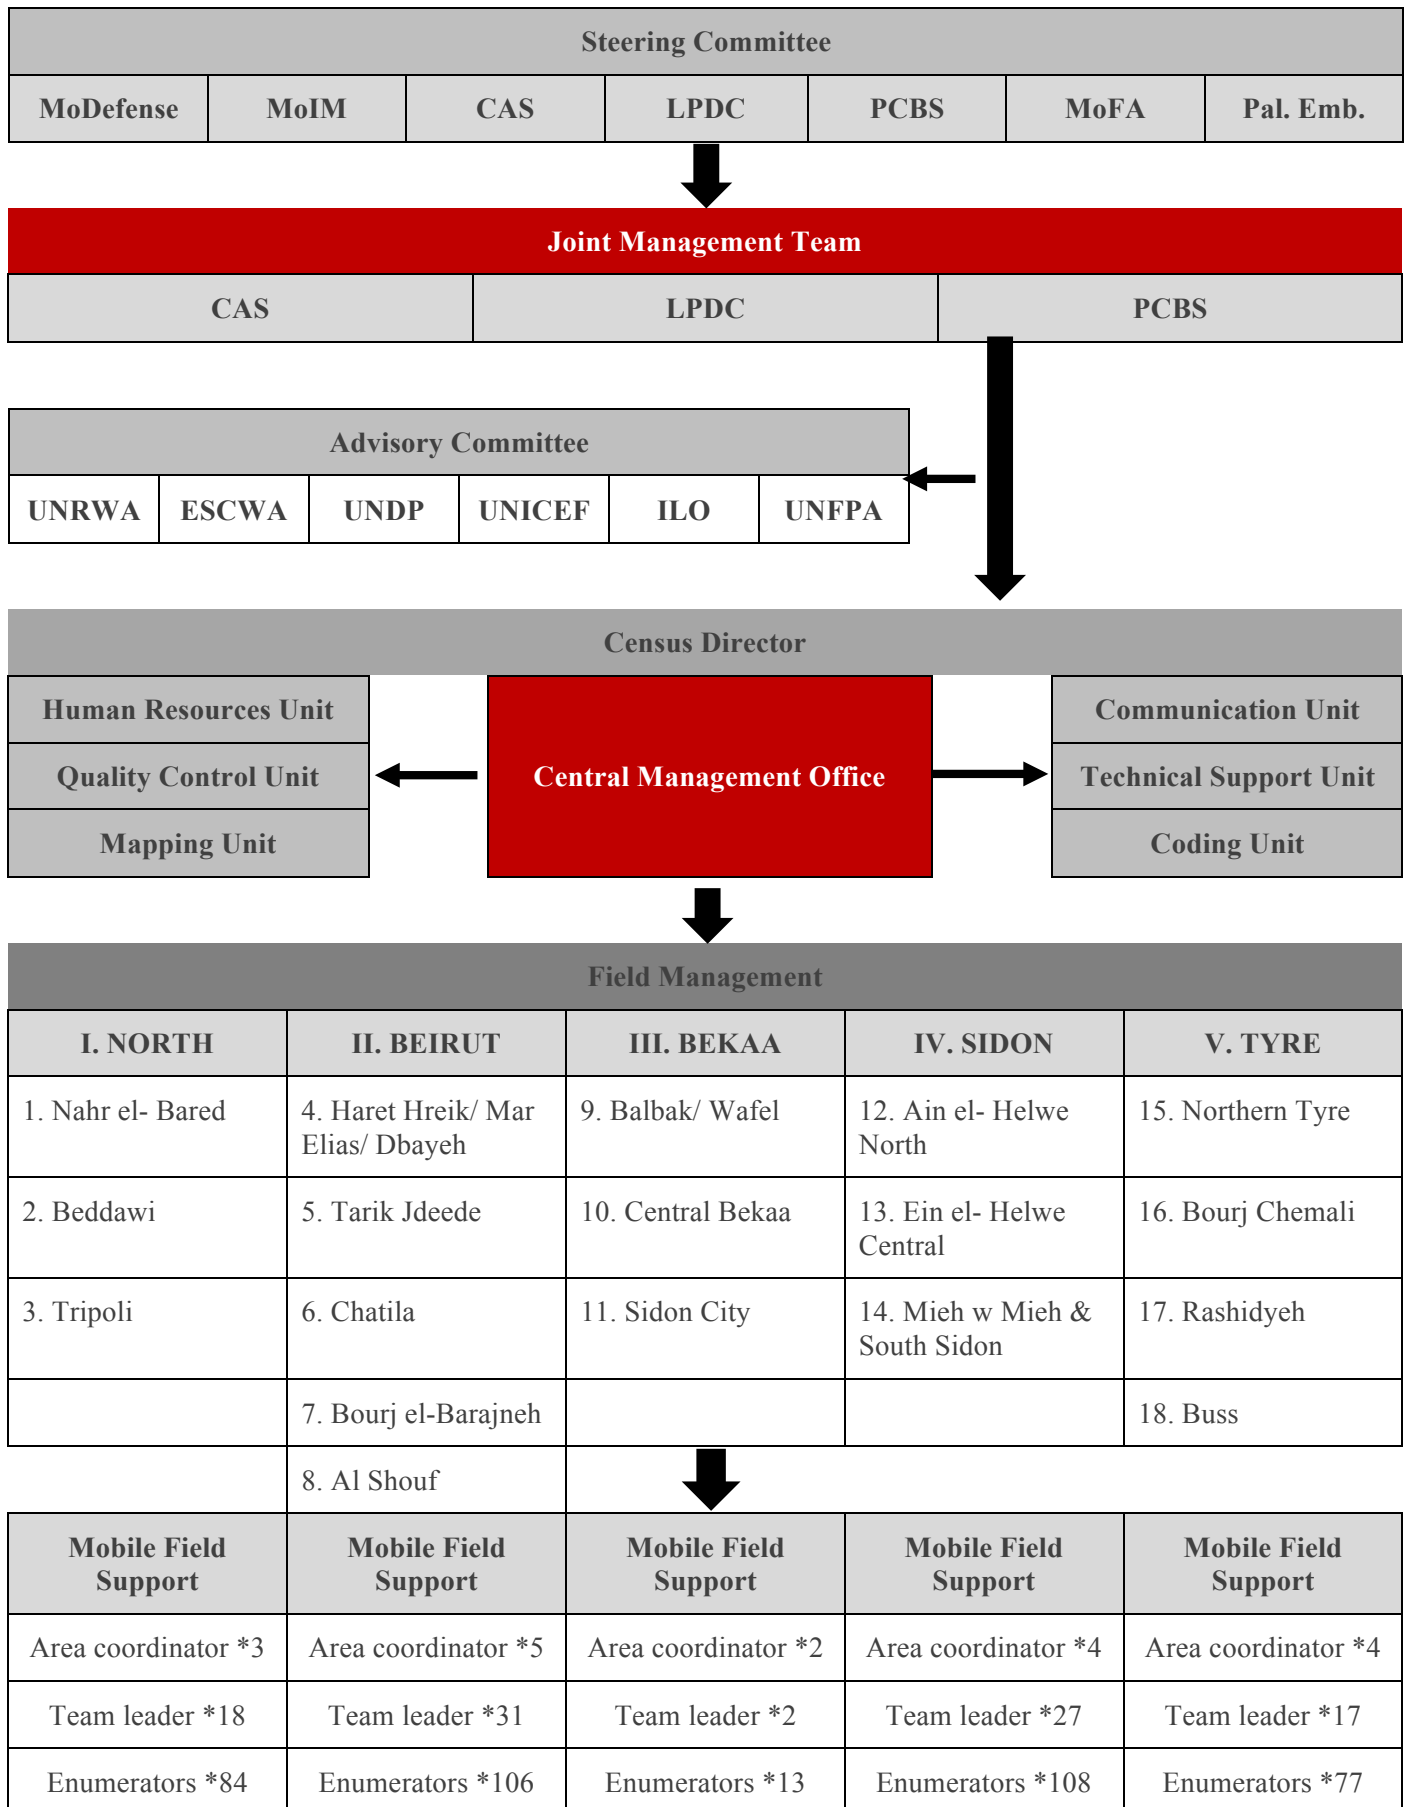 Steering Committee
MoDefense MoIM CAS LPDC PCBS MoFA Pal. Emb.
Joint Management Team
CAS LPDC PCBS
Advisory Committee
UNRWA ESCWA UNDP UNICEF ILO UNFPA
Census Director
Human Resources Unit
Quality Control Unit
Mapping Unit
Central Management Office
Communication Unit
Technical Support Unit
Coding Unit
Field Management
I. NORTH II. BEIRUT III. BEKAA IV. SIDON V. TYRE
1. Nahr el- Bared
4. Haret Hreik/ Mar
Elias/ Dbayeh
9. Balbak/ Wafel
12. Ain el- Helwe
North
15. Northern Tyre
2. Beddawi
5. Tarik Jdeede
10. Central Bekaa
13. Ein el- Helwe
Central
16. Bourj Chemali
3. Tripoli
6. Chatila
11. Sidon City
14. Mieh w Mieh &
South Sidon
17. Rashidyeh
7. Bourj el-Barajneh
18. Buss
8. Al Shouf
Mobile Field
Support
Mobile Field
Support
Mobile Field
Support
Mobile Field
Support
Mobile Field
Support
Area coordinator *3 Area coordinator *5 Area coordinator *2 Area coordinator *4 Area coordinator *4
Team leader *18 Team leader *31 Team leader *2 Team leader *27 Team leader *17
Enumerators *84 Enumerators *106 Enumerators *13 Enumerators *108 Enumerators *77